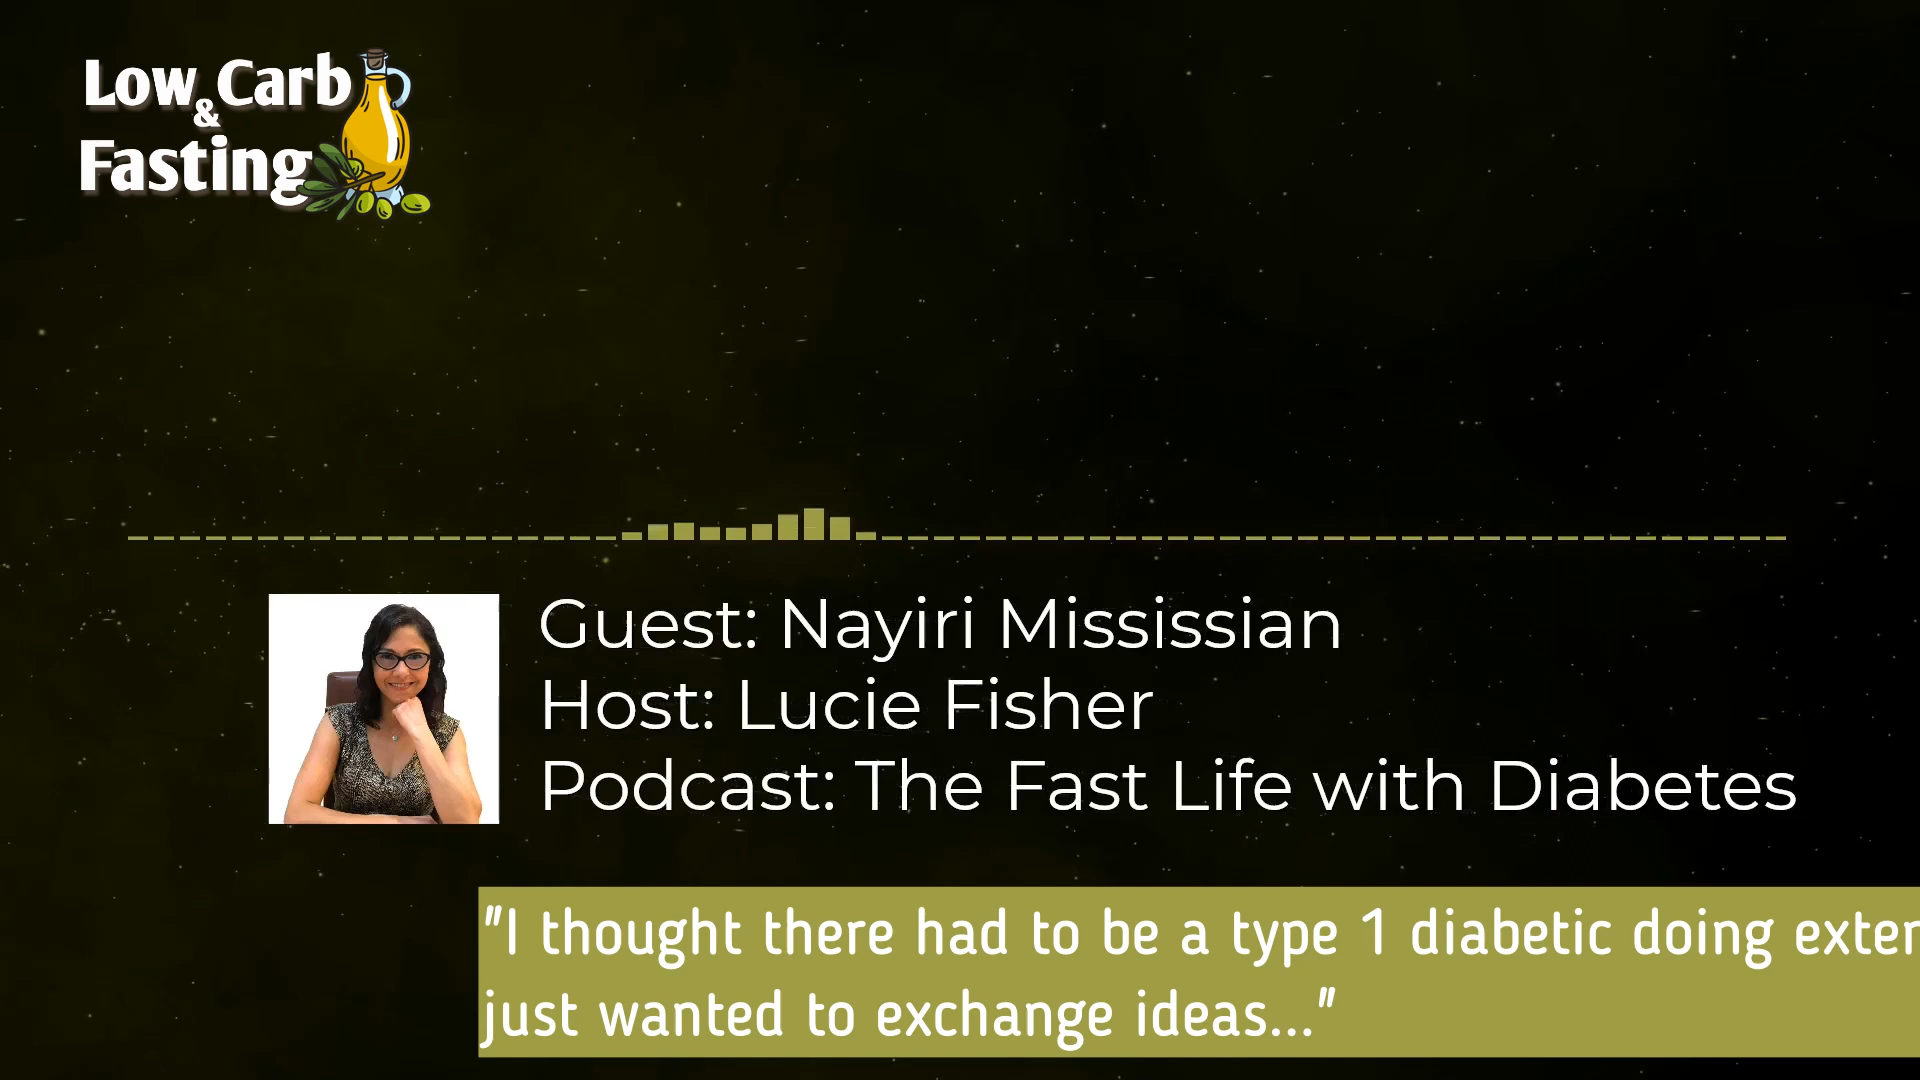 Low Carb
&
Fasting
Guest: Nayiri Mississian
Host: Lucie Fisher
Podcast: The Fast Life with Diabetes
"I thought there had to be a type 1 diabetic doing
just wanted to exchange ideas..."